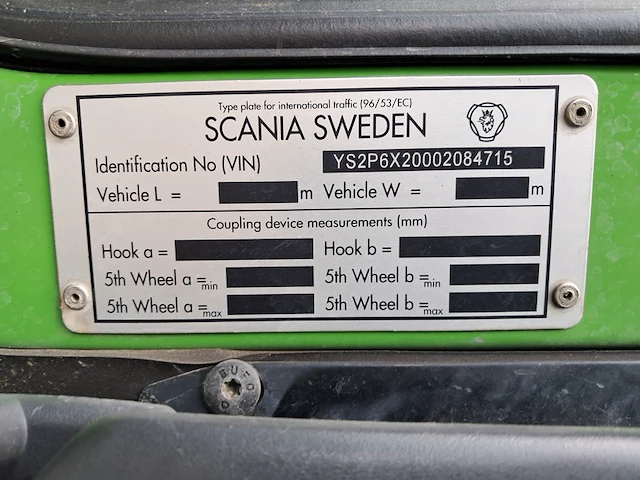 Type plate for international traffic (96/53/EC)
SCANIA SWEDEN
Identification No (VIN) YS2P6X20002084715
Vehicle L = m Vehicle W = m
Coupling device measurements (mm)
Hook a = Hook b =
5th Wheel a =min 5th Wheel b =min
5th Wheel a =max 5th Wheel b =max
BUFO